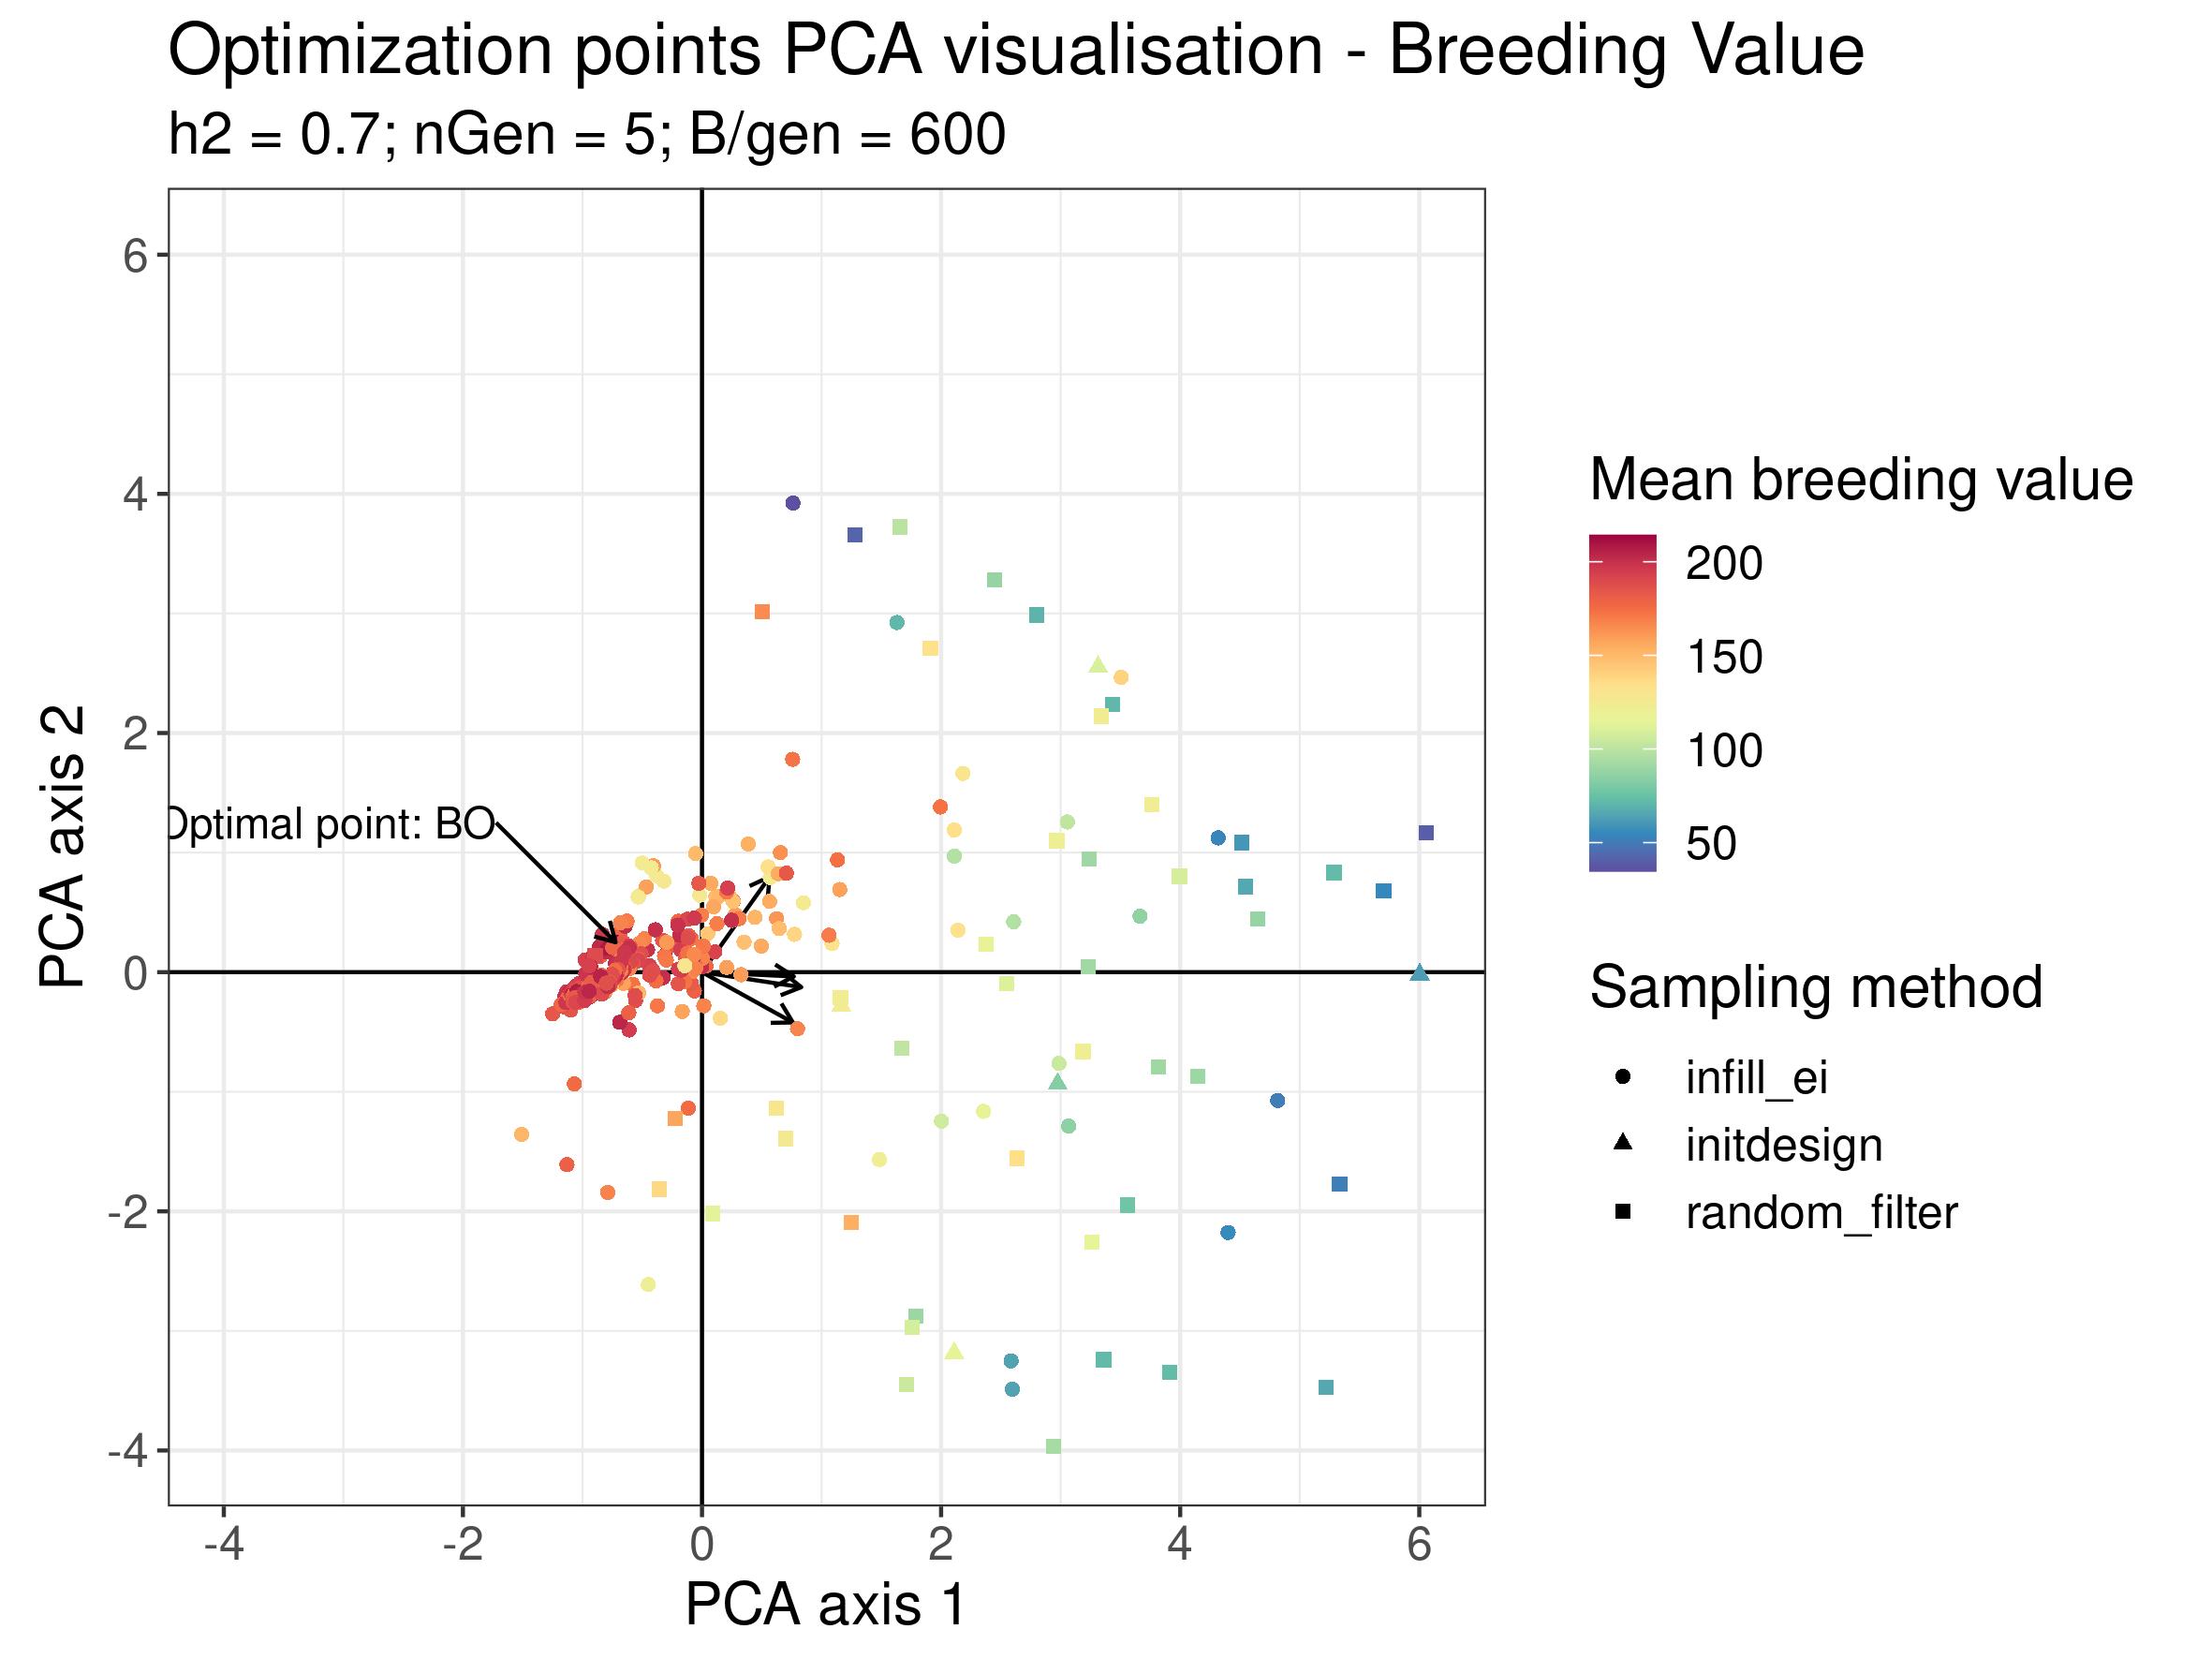 Optimization points PCA visualisation - Breeding Value
h2 = 0.7; nGen = 5; B/gen = 600
6
4
2
0
-2
-4
PCA axis 2
Optimal point: BO
-4
-2
0
2
4
6
PCA axis 1
Mean breeding value
200
150
100
50
Sampling method
infill_ei
initdesign
random_filter